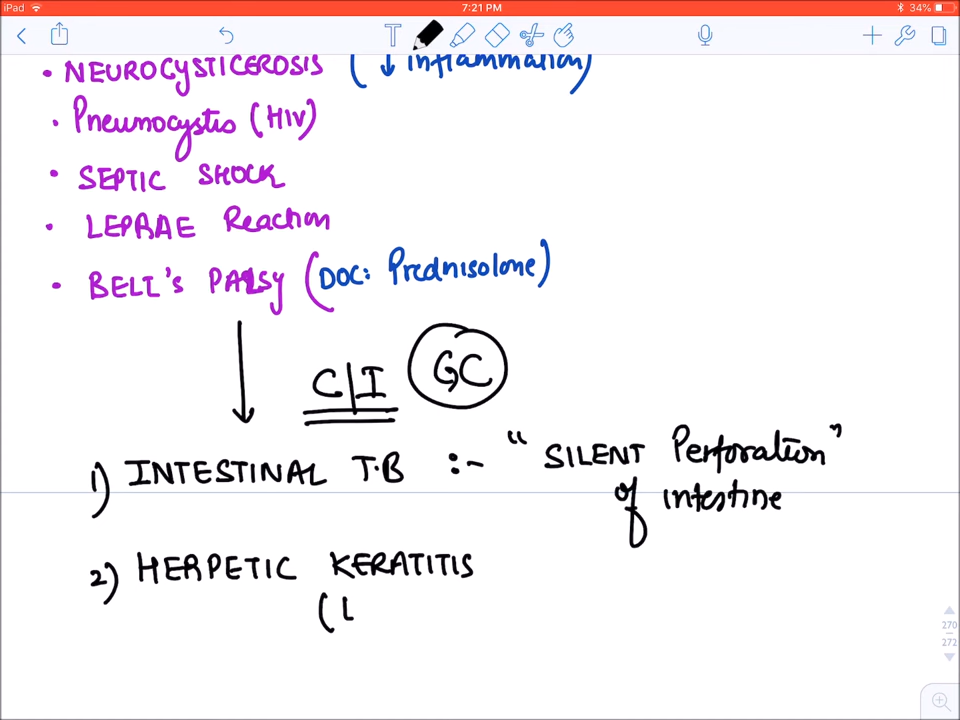 iPad 7:21 PM 34%
T
• NEUROCYSTICEROSIS (↓ inflammation)
• Pneumocystis (HIV)
• SEPTIC SHOCK
• LEPRAE Reaction
• BELL's PALSY (DOC: Prednisolone)
C|I GC
1) INTESTINAL T.B :- "SILENT Perforation"
of intestine
2) HERPETIC KERATITIS
(L
270
272